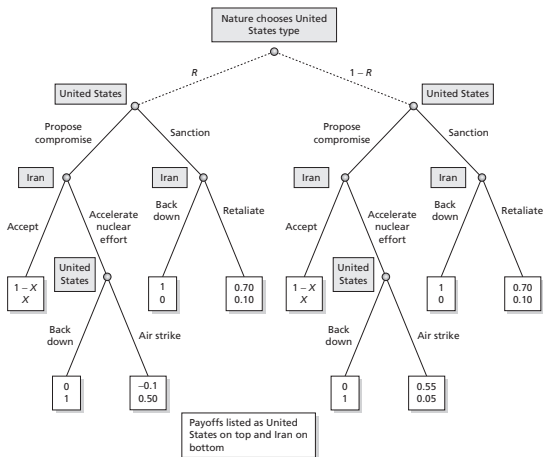 Nature chooses United
States type
R
1 – R
United States
United States
Propose
compromise
Sanction
Propose
compromise
Sanction
Iran
Iran
Iran
Iran
Accept
Accelerate
nuclear
effort
Back
down
Retaliate
Accept
Accelerate
nuclear
effort
Back
down
Retaliate
United
States
United
States
1 – X
X
1
0
0.70
0.10
1 – X
X
1
0
0.70
0.10
Back
down
Air strike
Back
down
Air strike
0
1
–0.1
0.50
0
1
0.55
0.05
Payoffs listed as United
States on top and Iran on
bottom